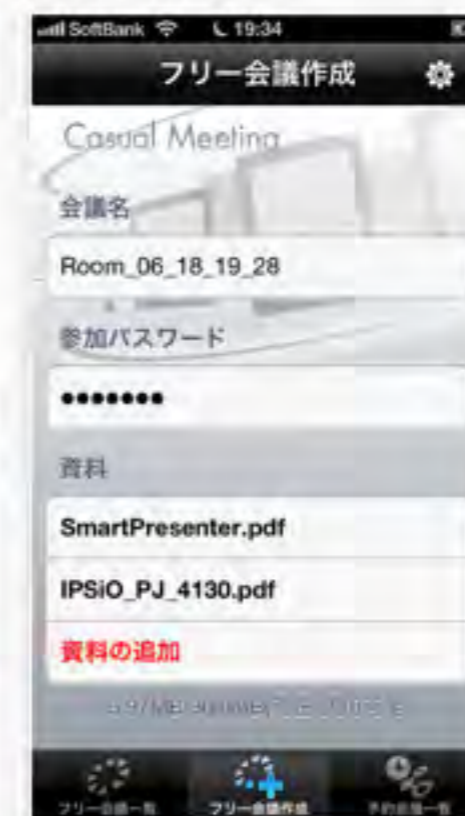 SoftBank 19:34
フリー会議作成
Casual Meeting
会議名
Room_06_18_19_28
参加パスワード
•••••••
資料
SmartPresenter.pdf
IPSiO_PJ_4130.pdf
資料の追加
フリー会議一覧 フリー会議作成 予約会議一覧